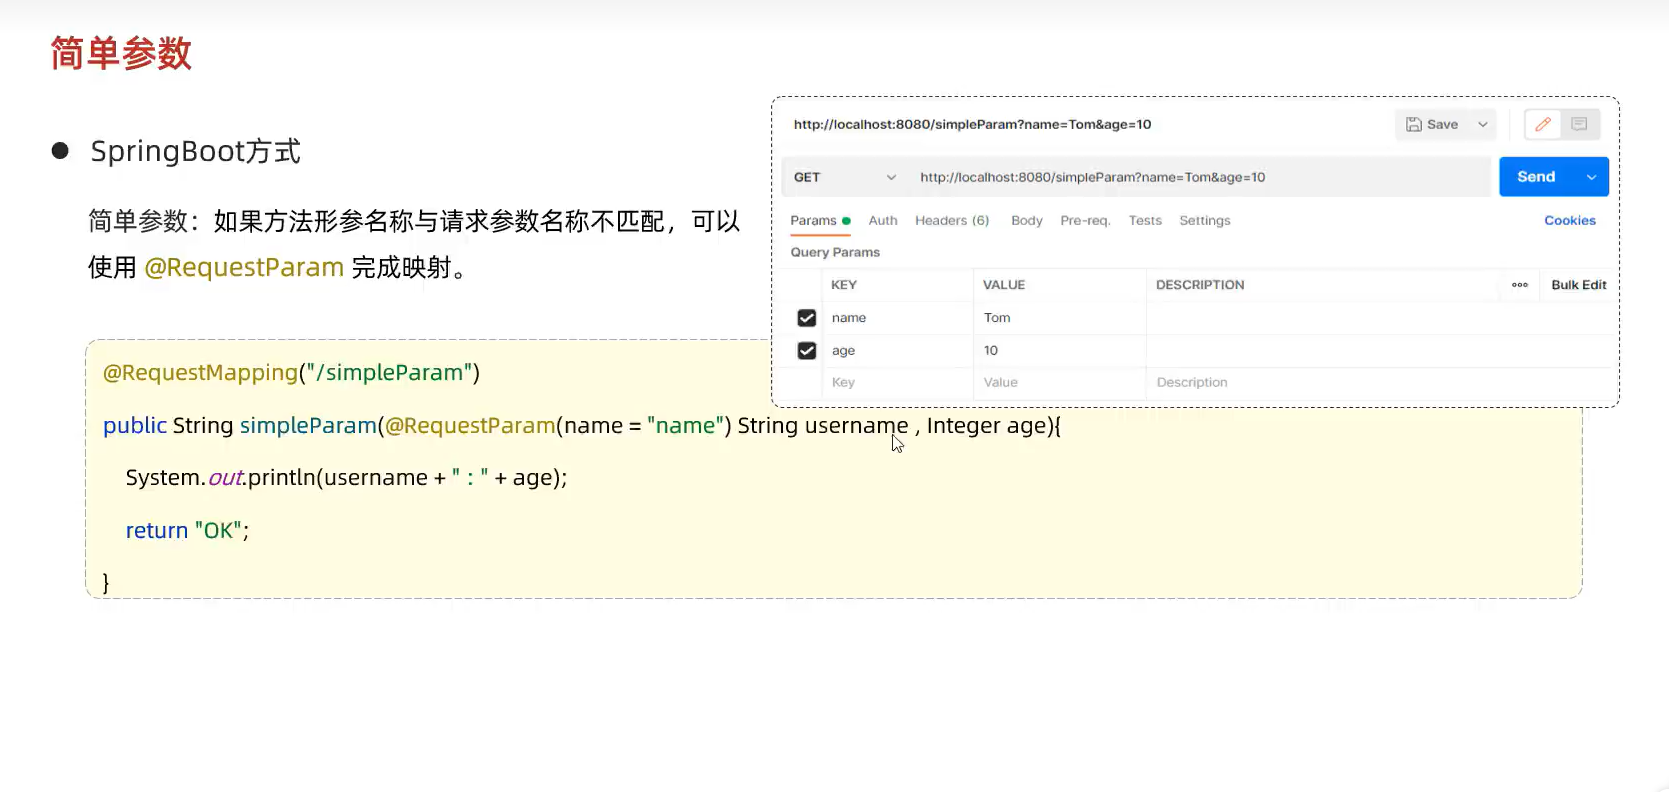 简单参数
SpringBoot方式
简单参数：如果方法形参名称与请求参数名称不匹配，可以
使用 @RequestParam 完成映射。
http://localhost:8080/simpleParam?name=Tom&age=10
Save
GET
http://localhost:8080/simpleParam?name=Tom&age=10
Send
Params Auth Headers (6) Body Pre-req. Tests Settings Cookies
Query Params
KEY VALUE DESCRIPTION ooo Bulk Edit
name Tom
age 10
Key Value Description
@RequestMapping("/simpleParam")
public String simpleParam(@RequestParam(name = "name") String username , Integer age){
System.out.println(username + " : " + age);
return "OK";
}